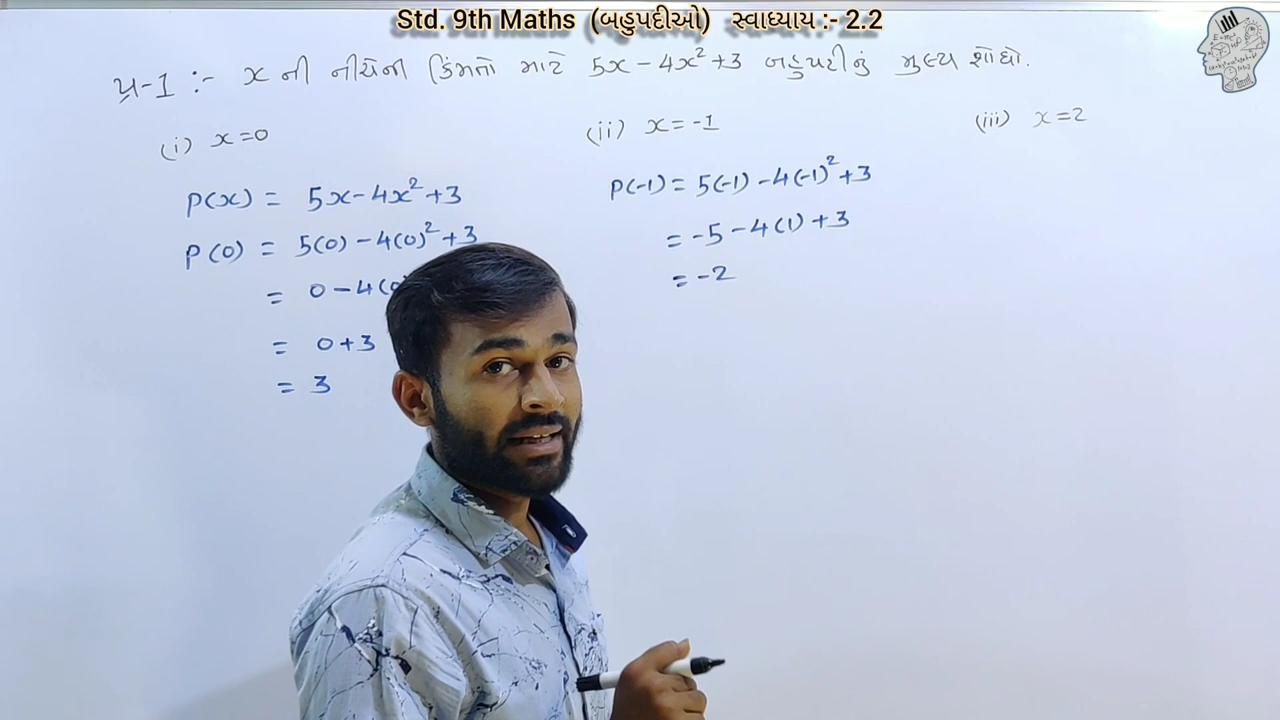 Std. 9th Maths (બહુપદીઓ) સ્વાધ્યાય :- 2.2
પ્ર-1 :- x ની નીચેની કિંમતો માટે 5x - 4x² + 3 બહુપદીનું મુલ્ય શોધો.
(i) x = 0
P(x) = 5x - 4x² + 3
P(0) = 5(0) - 4(0)² + 3
= 0 - 4(0
= 0 + 3
= 3
(ii) x = -1
P(-1) = 5(-1) - 4(-1)² + 3
= -5 - 4(1) + 3
= -2
(iii) x = 2